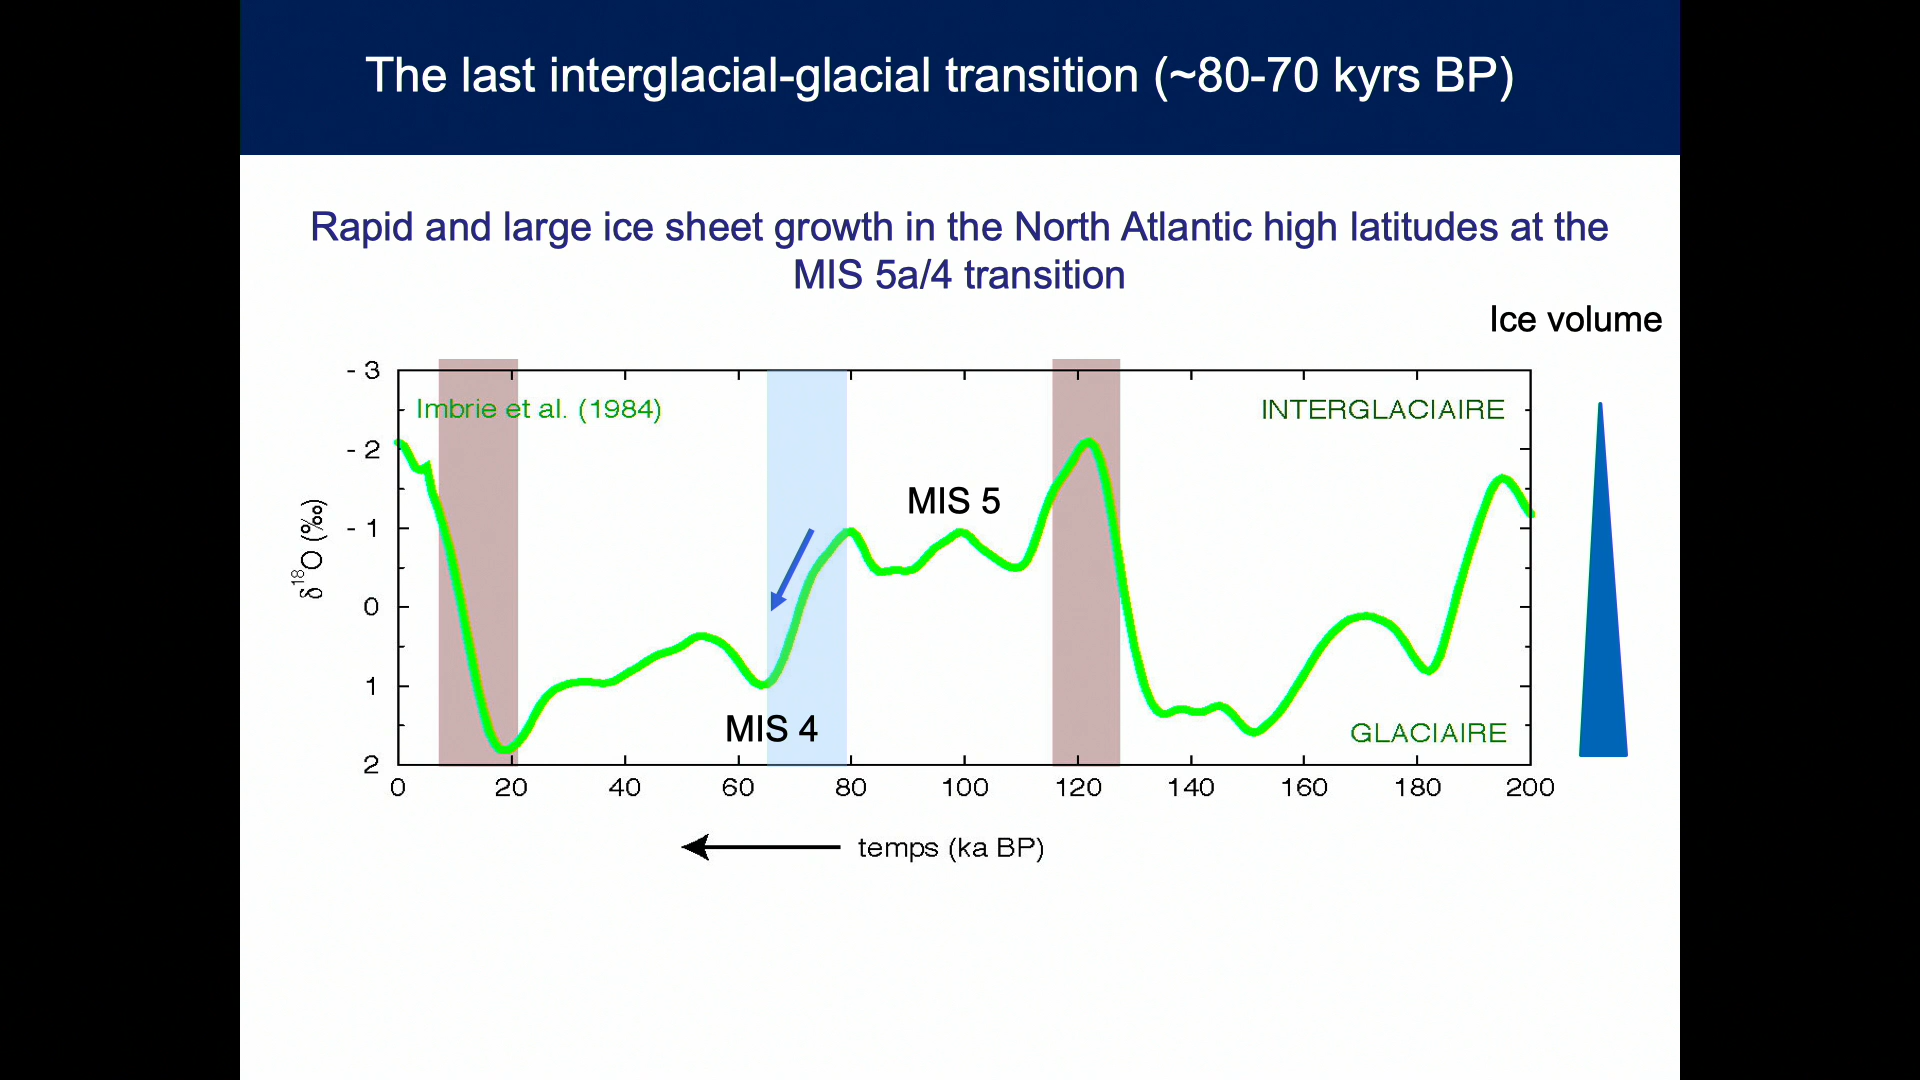 The last interglacial-glacial transition (~80-70 kyrs BP)
Rapid and large ice sheet growth in the North Atlantic high latitudes at the
MIS 5a/4 transition
Ice volume
- 3
- 2
- 1
0
1
2
δ18O (‰)
Imbrie et al. (1984)
INTERGLACIAIRE
MIS 5
MIS 4
GLACIAIRE
0 20 40 60 80 100 120 140 160 180 200
temps (ka BP)